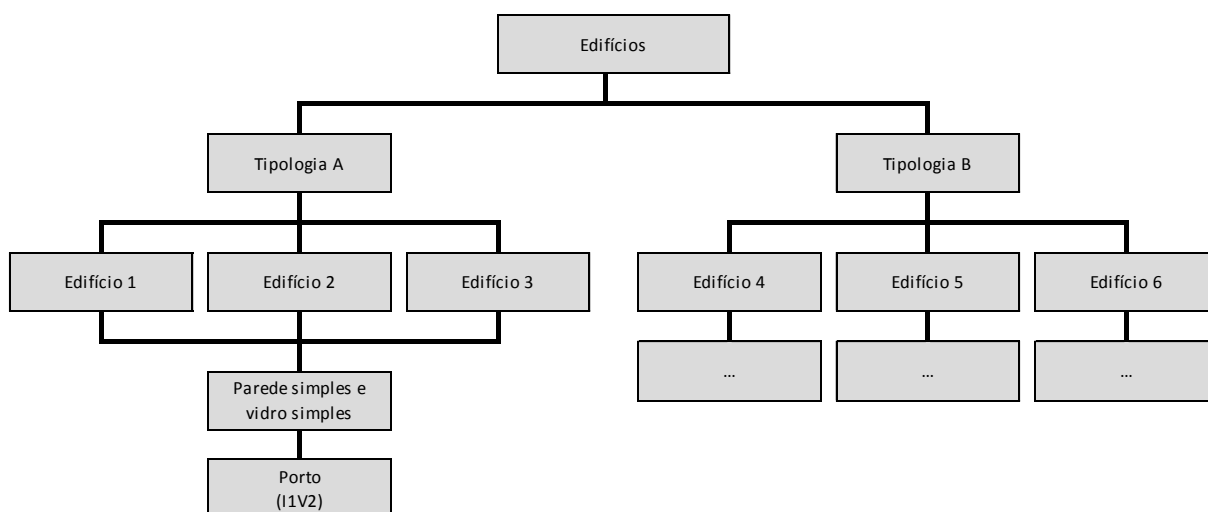 Edifícios
Tipologia A
Tipologia B
Edifício 1
Edifício 2
Edifício 3
Edifício 4
Edifício 5
Edifício 6
...
...
...
Parede simples e
vidro simples
Porto
(I1V2)